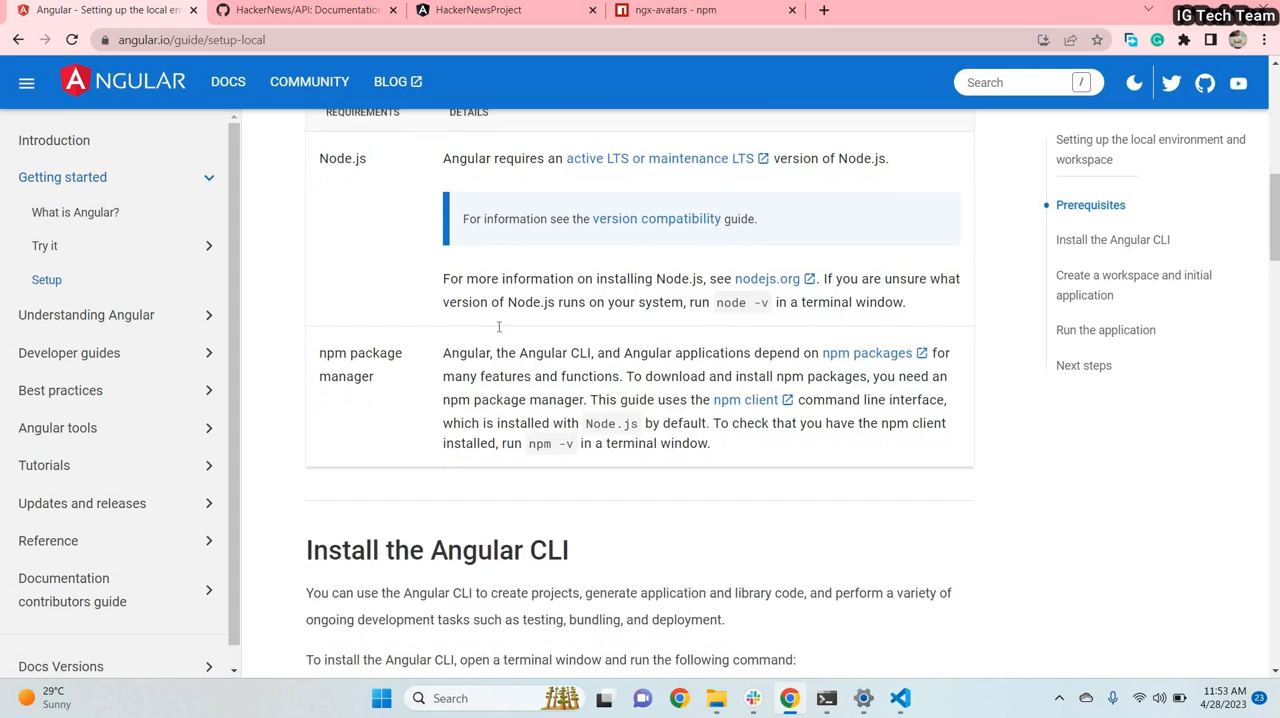 Angular - Setting up the local en
HackerNews/API: Documentation
HackerNewsProject
ngx-avatars - npm
IG Tech Team
angular.io/guide/setup-local
ANGULAR
DOCS
COMMUNITY
BLOG
Search
/
Introduction
Getting started
What is Angular?
Try it
Setup
Understanding Angular
Developer guides
Best practices
Angular tools
Tutorials
Updates and releases
Reference
Documentation
contributors guide
Docs Versions
REQUIREMENTS DETAILS
Node.js
Angular requires an active LTS or maintenance LTS version of Node.js.
For information see the version compatibility guide.
For more information on installing Node.js, see nodejs.org. If you are unsure what
version of Node.js runs on your system, run node -v in a terminal window.
npm package
manager
Angular, the Angular CLI, and Angular applications depend on npm packages for
many features and functions. To download and install npm packages, you need an
npm package manager. This guide uses the npm client command line interface,
which is installed with Node.js by default. To check that you have the npm client
installed, run npm -v in a terminal window.
Install the Angular CLI
You can use the Angular CLI to create projects, generate application and library code, and perform a variety of
ongoing development tasks such as testing, bundling, and deployment.
To install the Angular CLI, open a terminal window and run the following command:
Setting up the local environment and
workspace
Prerequisites
Install the Angular CLI
Create a workspace and initial
application
Run the application
Next steps
29°C
Sunny
Search
11:53 AM
4/28/2023
23